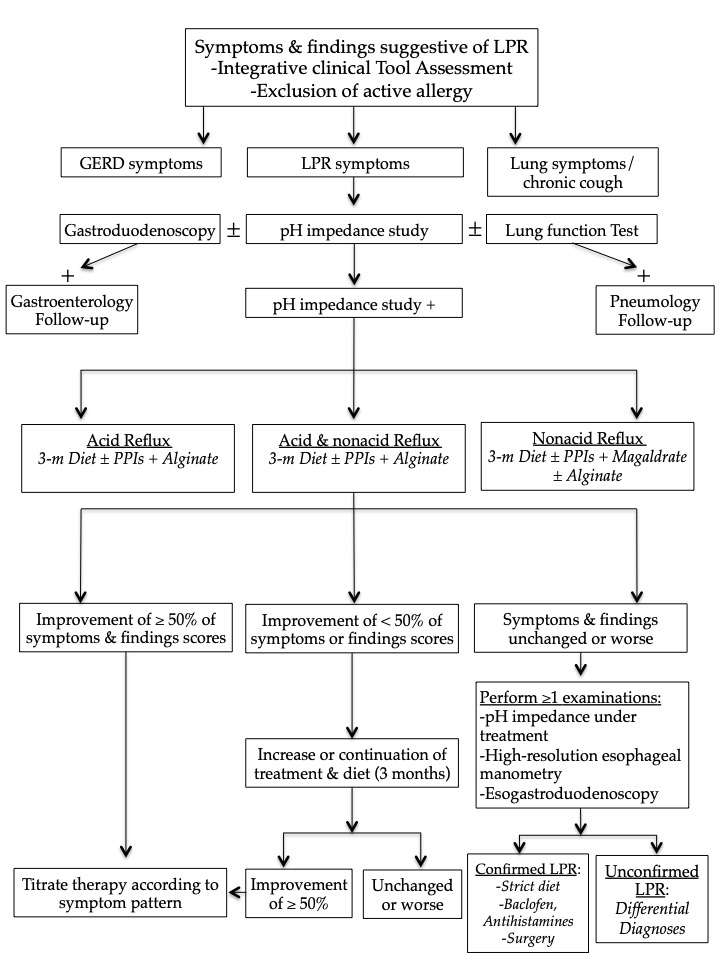 Symptoms & findings suggestive of LPR
-Integrative clinical Tool Assessment
-Exclusion of active allergy
GERD symptoms
LPR symptoms
Lung symptoms/
chronic cough
Gastroduodenoscopy
±
pH impedance study
±
Lung function Test
+
Gastroenterology
Follow-up
pH impedance study +
+
Pneumology
Follow-up
Acid Reflux
3-m Diet ± PPIs + Alginate
Acid & nonacid Reflux
3-m Diet ± PPIs + Alginate
Nonacid Reflux
3-m Diet ± PPIs + Magaldrate
± Alginate
Improvement of ≥ 50% of
symptoms & findings scores
Improvement of < 50% of
symptoms or findings scores
Symptoms & findings
unchanged or worse
Perform ≥1 examinations:
-pH impedance under
treatment
-High-resolution esophageal
manometry
-Esogastroduodenoscopy
Increase or continuation of
treatment & diet (3 months)
Titrate therapy according to
symptom pattern
Improvement
of ≥ 50%
Unchanged
or worse
Confirmed LPR:
-Strict diet
-Baclofen,
Antihistamines
-Surgery
Unconfirmed
LPR:
Differential
Diagnoses